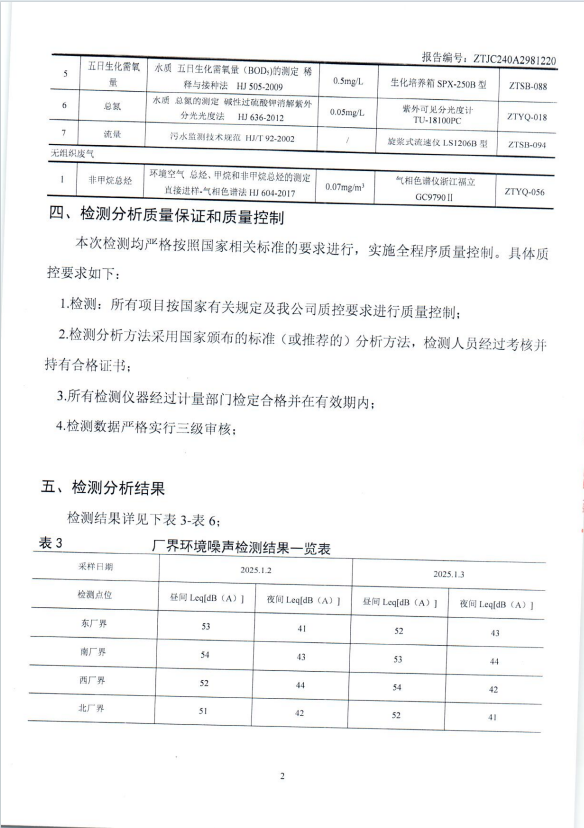 报告编号：ZTJC240A2981220
5 五日生化需氧量 水质 五日生化需氧量（BOD5)的测定 稀释与接种法 HJ 505-2009 0.5mg/L 生化培养箱 SPX-250B 型 ZTSB-088
6 总氮 水质 总氮的测定 碱性过硫酸钾消解紫外分光光度法 HJ 636-2012 0.05mg/L 紫外可见分光度计 TU-18100PC ZTYQ-018
7 流量 污水监测技术规范 HJ/T 92-2002 / 旋浆式流速仪 LS1206B 型 ZTSB-094
无组织废气
1 非甲烷总烃 环境空气 总烃、甲烷和非甲烷总烃的测定 直接进样-气相色谱法 HJ 604-2017 0.07mg/m³ 气相色谱仪浙江福立 GC9790Ⅱ ZTYQ-056
四、检测分析质量保证和质量控制
本次检测均严格按照国家相关标准的要求进行，实施全程序质量控制。具体质
控要求如下：
1.检测：所有项目按国家有关规定及我公司质控要求进行质量控制；
2.检测分析方法采用国家颁布的标准（或推荐的）分析方法，检测人员经过考核并
持有合格证书；
3.所有检测仪器经过计量部门检定合格并在有效期内；
4.检测数据严格实行三级审核；
五、检测分析结果
检测结果详见下表 3-表 6；
表 3 厂界环境噪声检测结果一览表
采样日期 2025.1.2 2025.1.3
检测点位 昼间 Leq[dB（A）] 夜间 Leq[dB（A）] 昼间 Leq[dB（A）] 夜间 Leq[dB（A）]
东厂界 53 41 52 43
南厂界 54 43 53 44
西厂界 52 44 54 42
北厂界 51 42 52 41
2